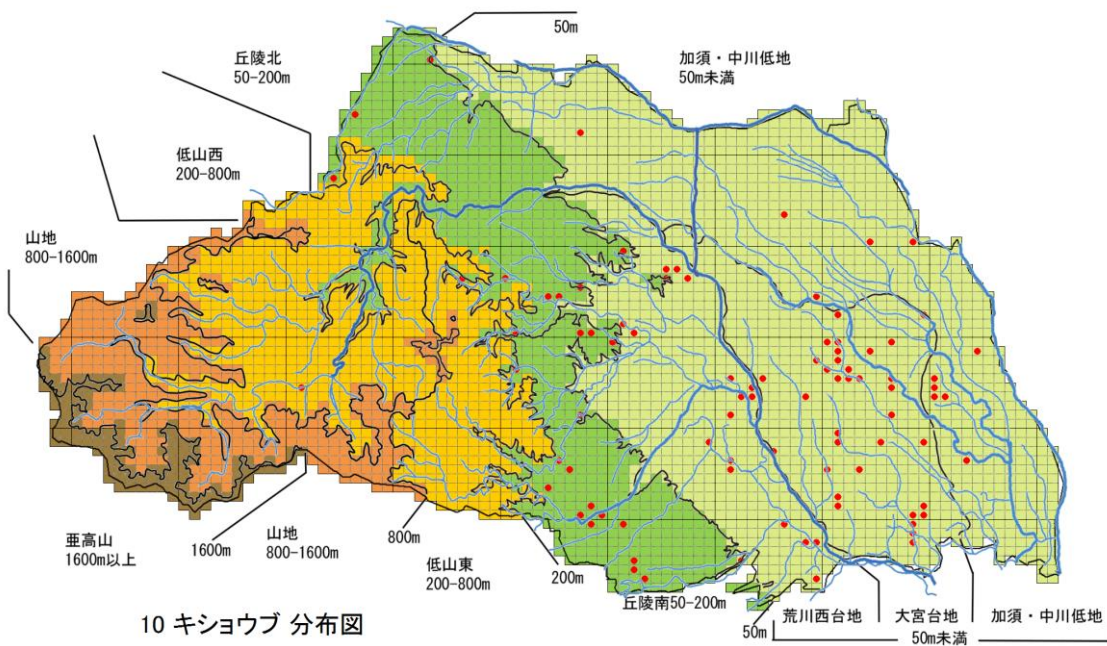 50m
丘陵北
50-200m
加須・中川低地
50m未満
低山西
200-800m
山地
800-1600m
亜高山
1600m以上
1600m
山地
800-1600m
800m
低山東
200-800m
200m
丘陵南50-200m
50m
荒川西台地
大宮台地
加須・中川低地
50m未満
10 キショウブ 分布図